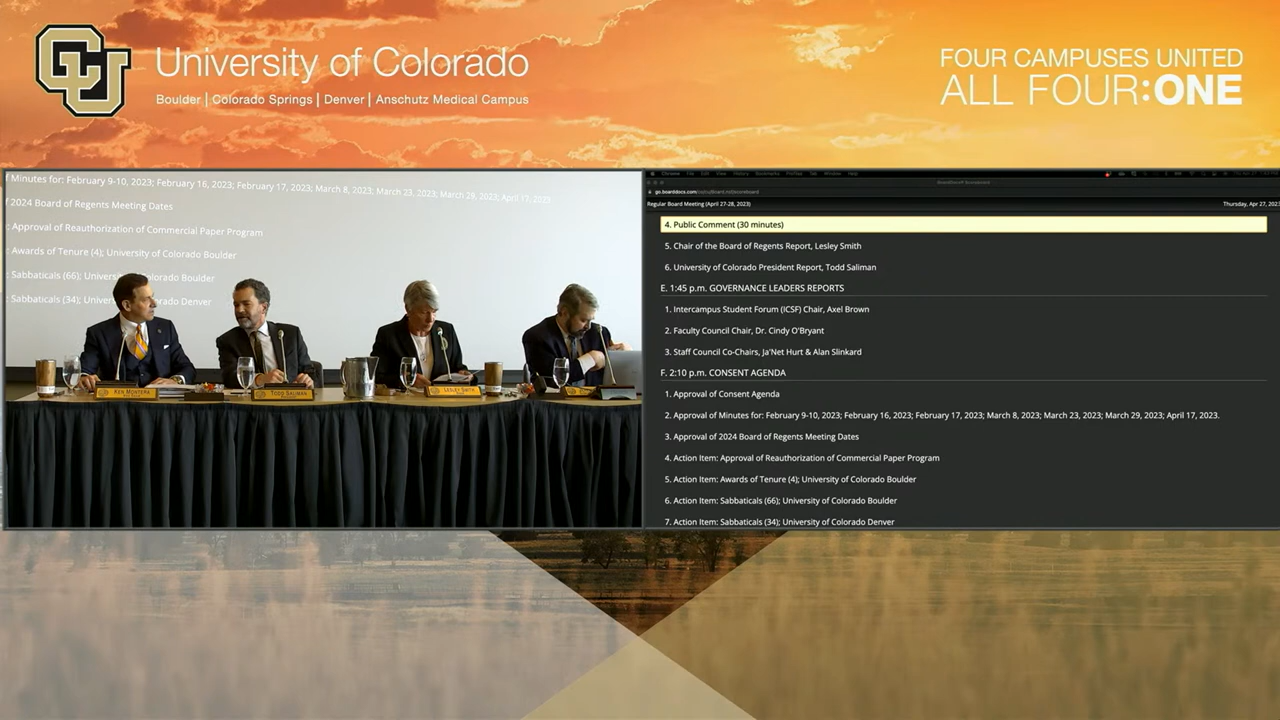 CU
University of Colorado
Boulder | Colorado Springs | Denver | Anschutz Medical Campus
FOUR CAMPUSES UNITED
ALL FOUR:ONE
f Minutes for: February 9-10, 2023; February 16, 2023; February 17, 2023; March 8, 2023; March 23, 2023; March 29, 2023; April 17, 2023
f 2024 Board of Regents Meeting Dates
: Approval of Reauthorization of Commercial Paper Program
: Awards of Tenure (4); University of Colorado Boulder
: Sabbaticals (66); Univers olorado Boulder
: Sabbaticals (34); Univer rado Denver
KEN MONTERA
TODD SALIMAN
LESLEY SMITH
Regular Board Meeting (April 27-28, 2023)
Thursday, Apr 27, 2023
4. Public Comment (30 minutes)
5. Chair of the Board of Regents Report, Lesley Smith
6. University of Colorado President Report, Todd Saliman
E. 1:45 p.m. GOVERNANCE LEADERS REPORTS
1. Intercampus Student Forum (ICSF) Chair, Axel Brown
2. Faculty Council Chair, Dr. Cindy O'Bryant
3. Staff Council Co-Chairs, Ja'Net Hurt & Alan Slinkard
F. 2:10 p.m. CONSENT AGENDA
1. Approval of Consent Agenda
2. Approval of Minutes for: February 9-10, 2023; February 16, 2023; February 17, 2023; March 8, 2023; March 23, 2023; March 29, 2023; April 17, 2023.
3. Approval of 2024 Board of Regents Meeting Dates
4. Action Item: Approval of Reauthorization of Commercial Paper Program
5. Action Item: Awards of Tenure (4); University of Colorado Boulder
6. Action Item: Sabbaticals (66); University of Colorado Boulder
7. Action Item: Sabbaticals (34); University of Colorado Denver